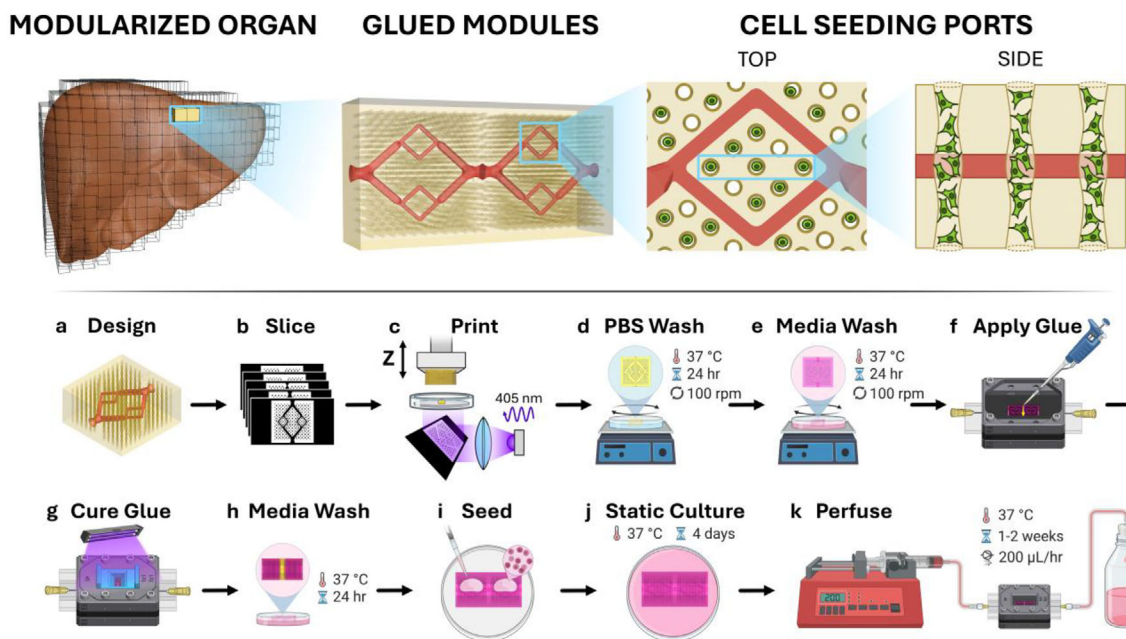 MODULARIZED ORGAN
GLUED MODULES
CELL SEEDING PORTS
TOP
SIDE
a Design
b Slice
c Print
Z
405 nm
d PBS Wash
37 °C
24 hr
100 rpm
e Media Wash
37 °C
24 hr
100 rpm
f Apply Glue
g Cure Glue
h Media Wash
37 °C
24 hr
i Seed
j Static Culture
37 °C 4 days
k Perfuse
200
37 °C
1-2 weeks
200 µL/hr